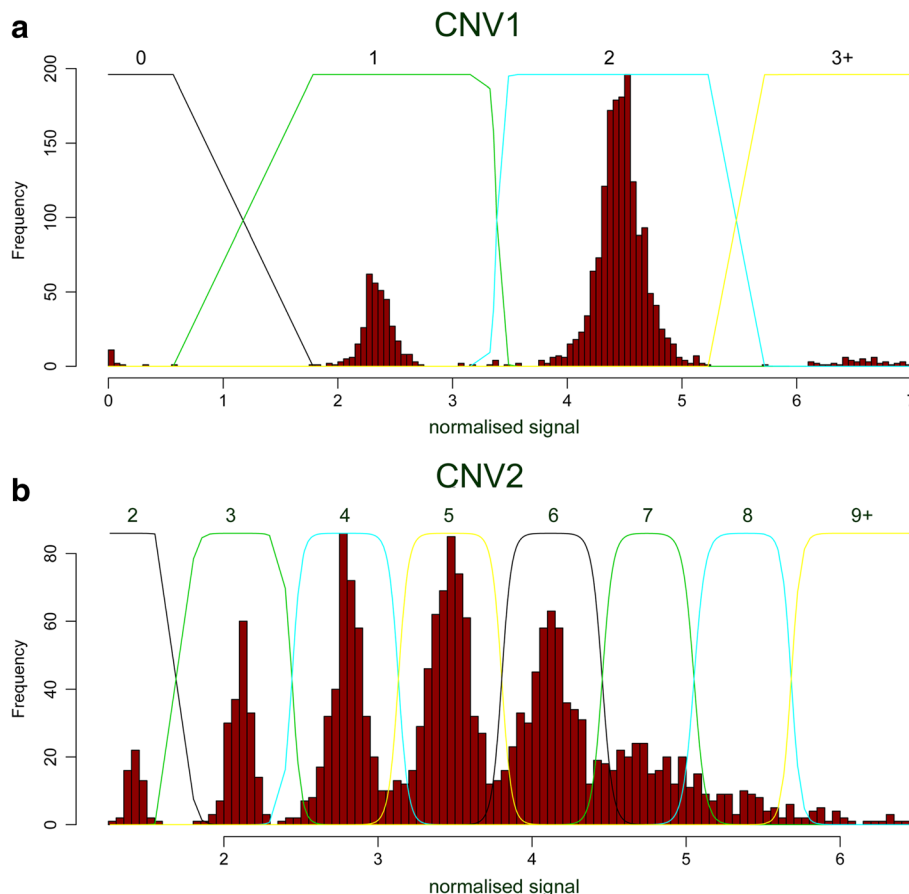 a
CNV1
0 1 2 3+
200
150
100
50
0
Frequency
0 1 2 3 4 5 6 7
normalised signal
b
CNV2
2 3 4 5 6 7 8 9+
80
60
40
20
0
Frequency
2 3 4 5 6
normalised signal